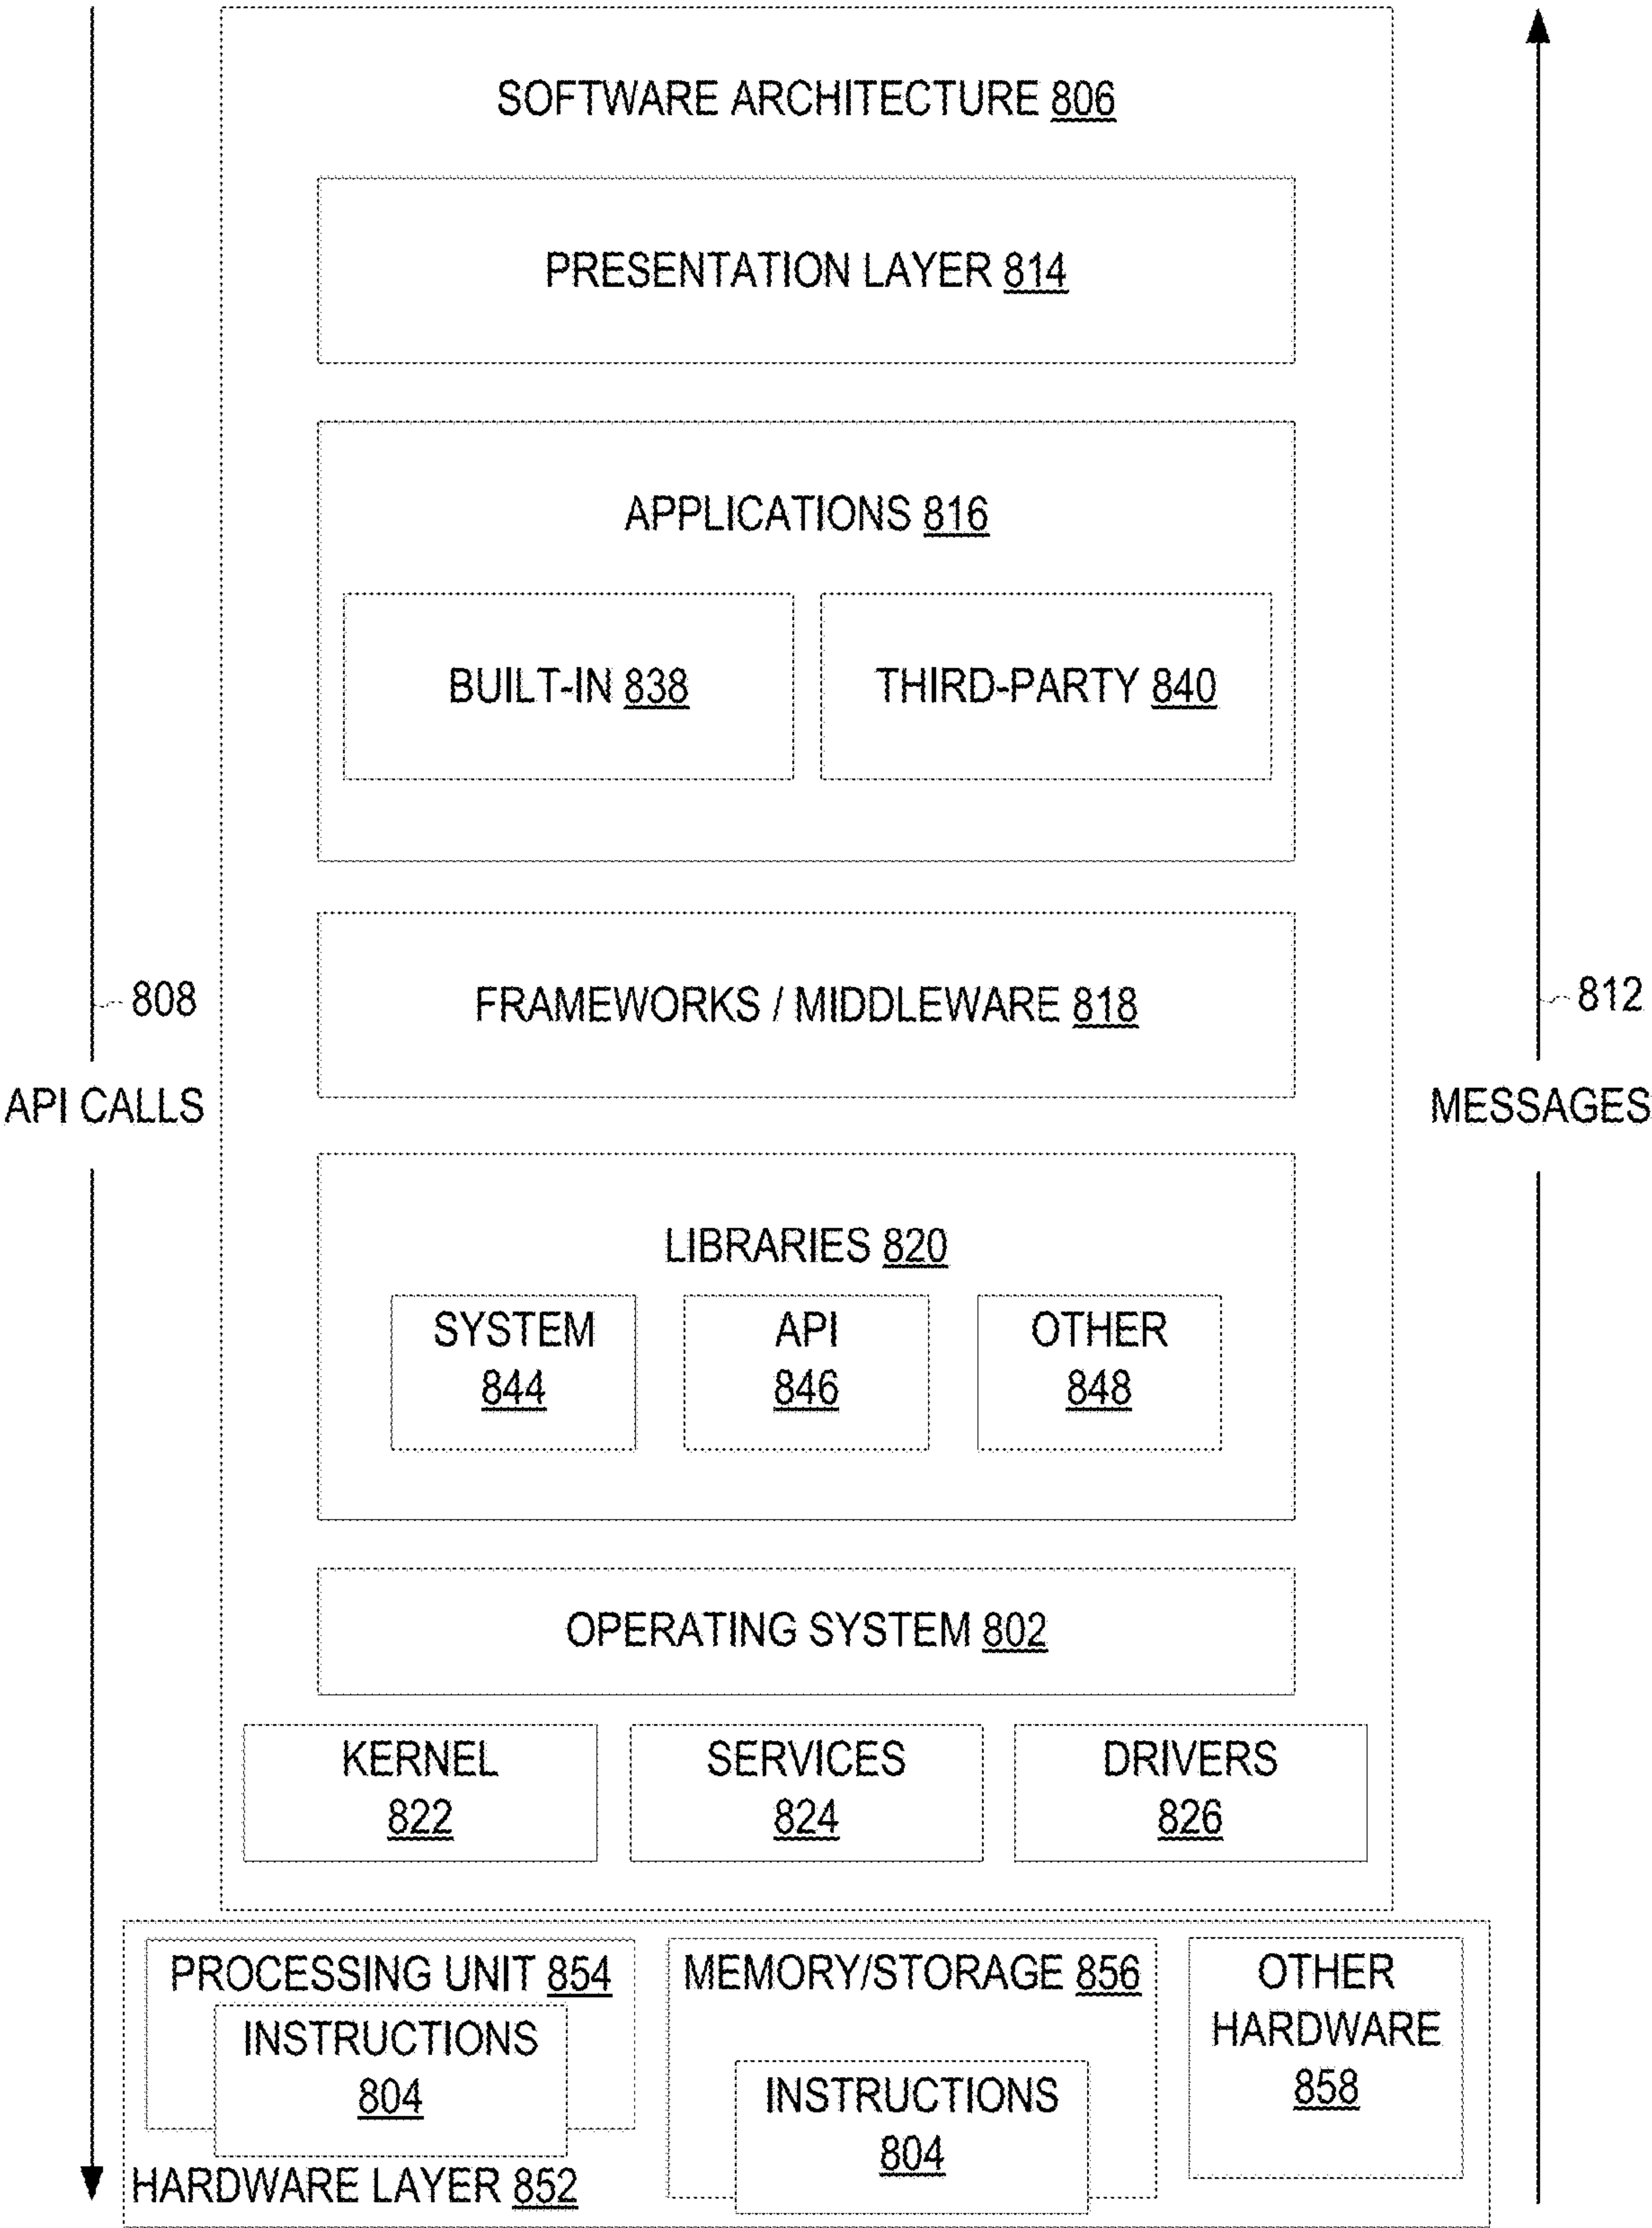 SOFTWARE ARCHITECTURE 806
PRESENTATION LAYER 814
APPLICATIONS 816
BUILT-IN 838
THIRD-PARTY 840
808
FRAMEWORKS / MIDDLEWARE 818
812
API CALLS
MESSAGES
LIBRARIES 820
SYSTEM
844
API
846
OTHER
848
OPERATING SYSTEM 802
KERNEL
822
SERVICES
824
DRIVERS
826
PROCESSING UNIT 854
INSTRUCTIONS
804
MEMORY/STORAGE 856
INSTRUCTIONS
804
OTHER
HARDWARE
858
HARDWARE LAYER 852